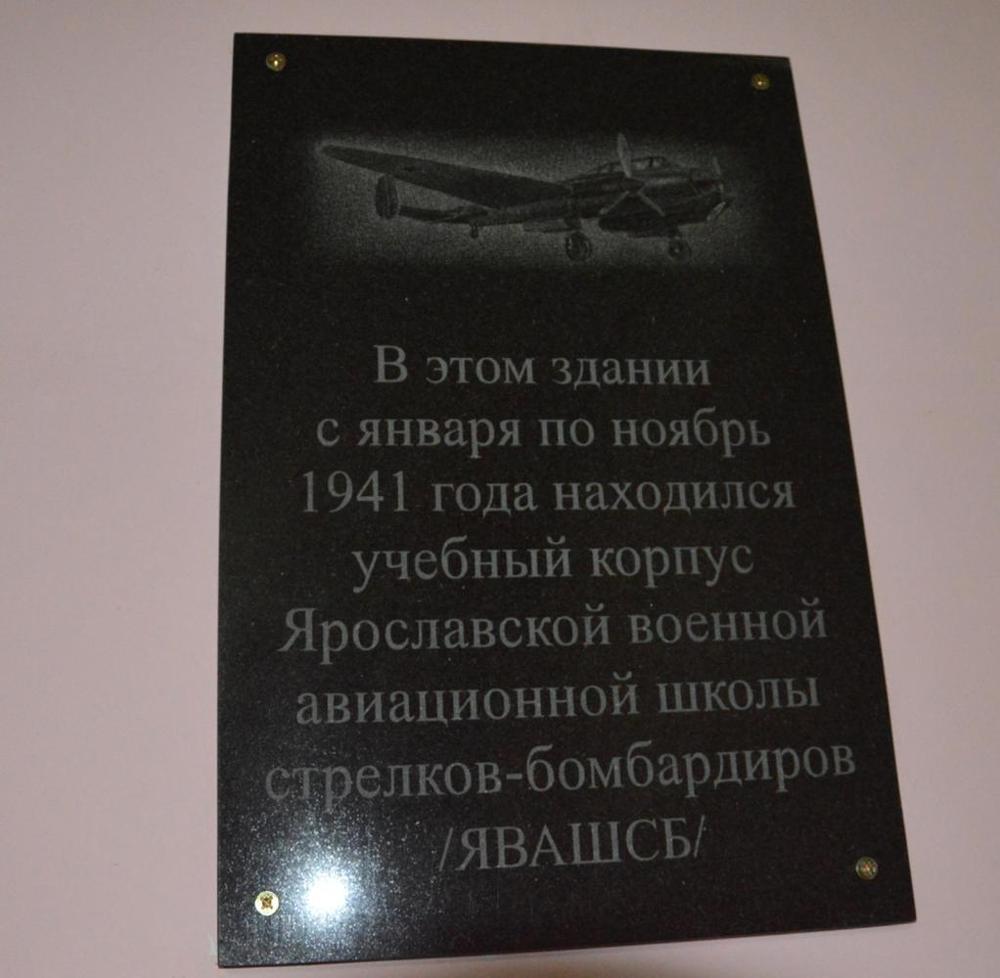 В этом здании
с января по ноябрь
1941 года находился
учебный корпус
Ярославской военной
авиационной школы
стрелков-бомбардиров
/ЯВАШСБ/